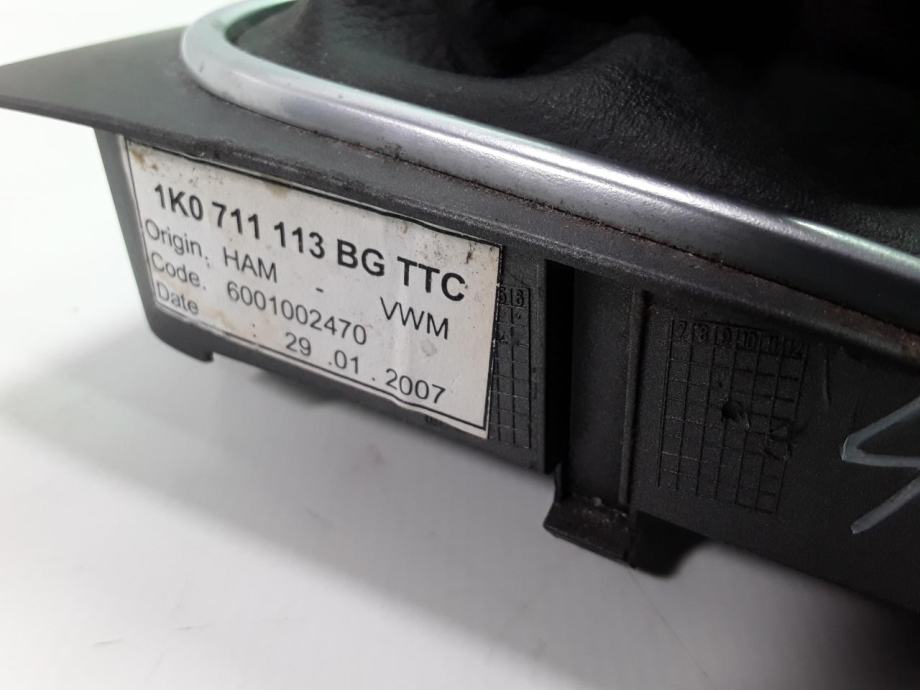 1K0 711 113 BG TTC
Origin. HAM - VWM
Code. 6001002470
Date : 29 .01 . 2007